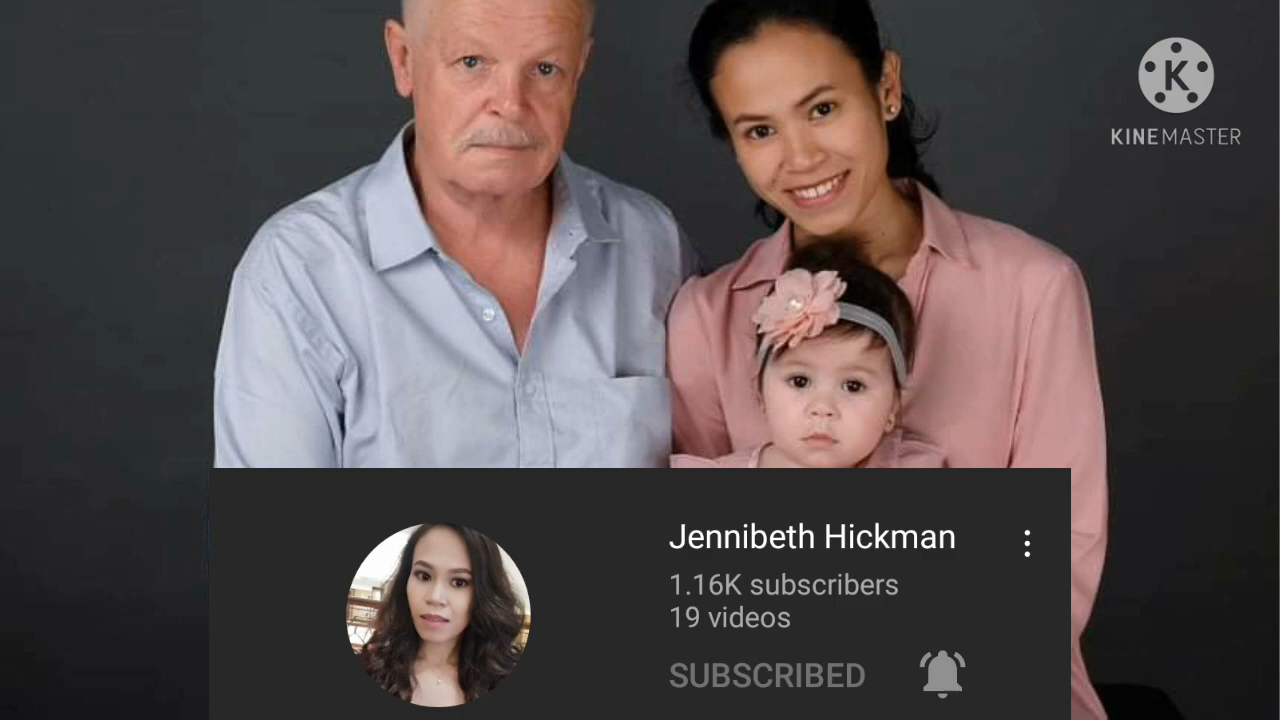 K
KINEMASTER
Jennibeth Hickman
1.16K subscribers
19 videos
SUBSCRIBED